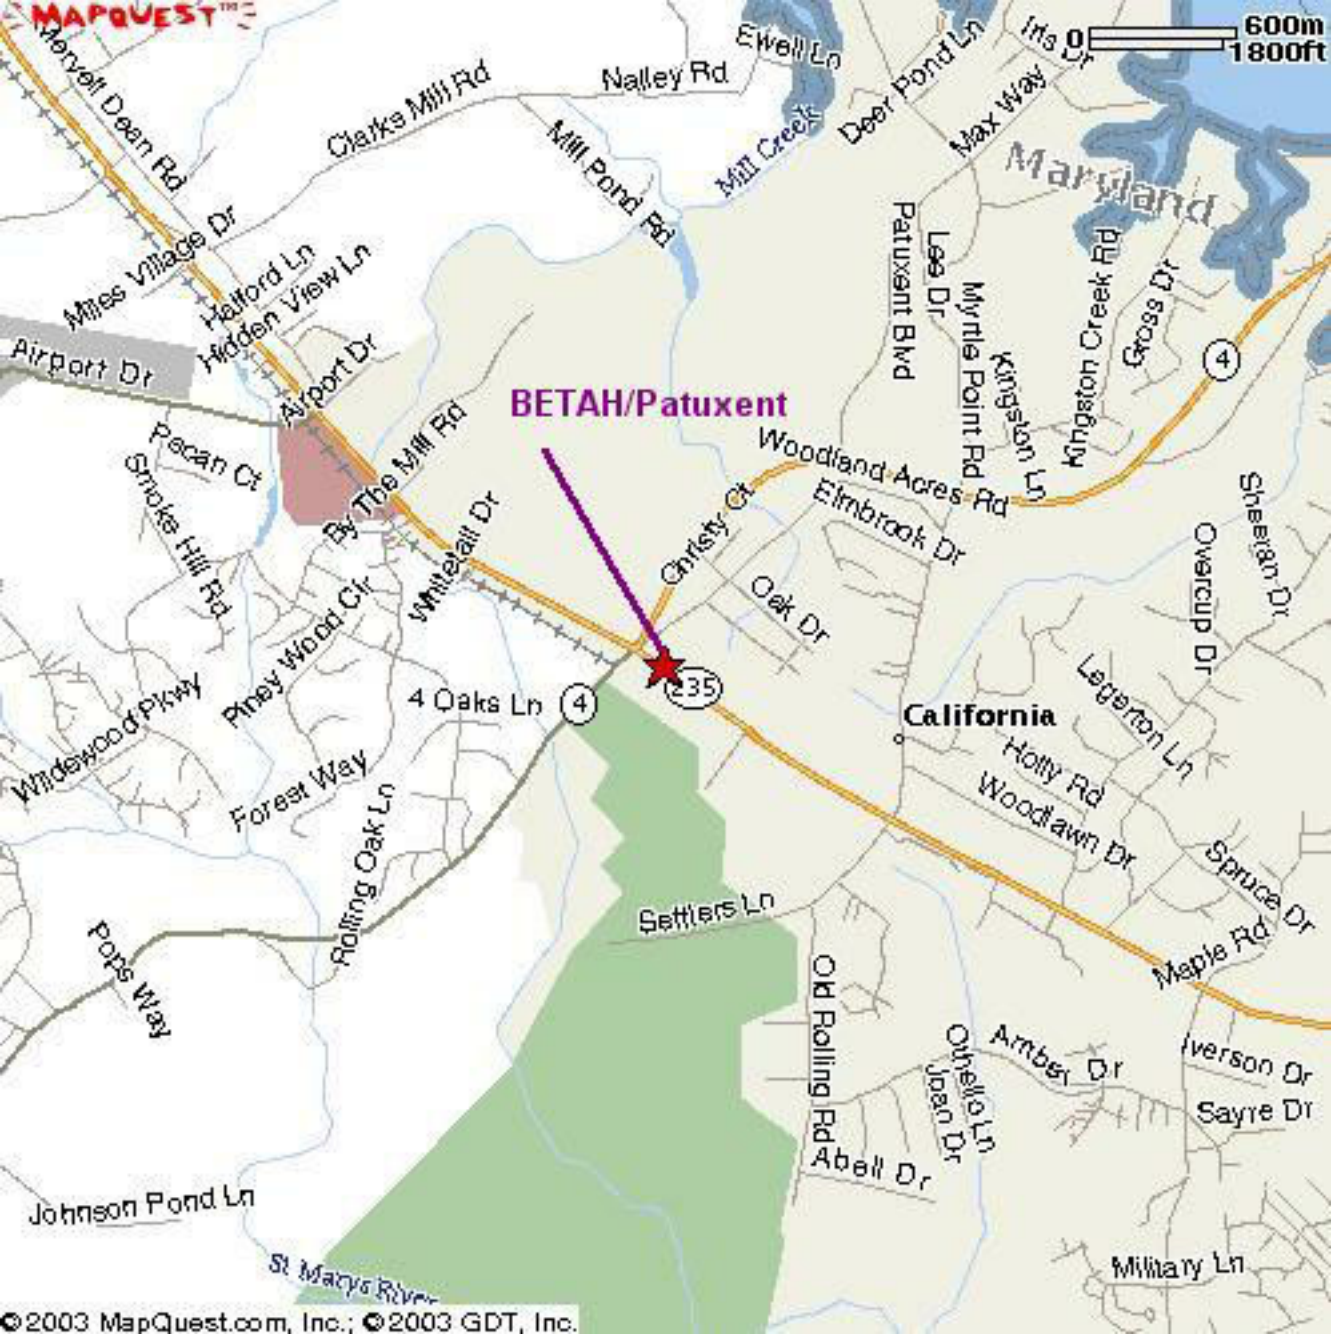 MAPQUEST™
0 600m
1800ft
Mervell Dean Rd
Clarks Mill Rd
Nalley Rd
Ewell Ln
Deer Pond Ln
Iris Dr
Max Way
Mill Creek
Mill Pond Rd
Maryland
Miles Village Dr
Halford Ln
Hidden View Ln
Airport Dr
Airport Dr
Patuxent Blvd
Lee Dr
Myrtle Point Rd
Kingston Ln
Kingston Creek Rd
Gross Dr
4
BETAH/Patuxent
Pecan Ct
Smoke Hill Rd
By The Mill Rd
Whitetail Dr
Woodland Acres Rd
Elmbrook Dr
Christy Ct
Oak Dr
Sheeran Dr
Overcup Dr
Piney Wood Cir
Wildewood Pkwy
4 Oaks Ln
4
235
California
Legerton Ln
Holly Rd
Woodlawn Dr
Forest Way
Rolling Oak Ln
Spruce Dr
Settlers Ln
Maple Rd
Pops Way
Old Rolling Rd
Othello Ln
Joan Dr
Amber Dr
Iverson Dr
Sayre Dr
Abell Dr
Johnson Pond Ln
St Marys River
Military Ln
©2003 MapQuest.com, Inc.; ©2003 GDT, Inc.